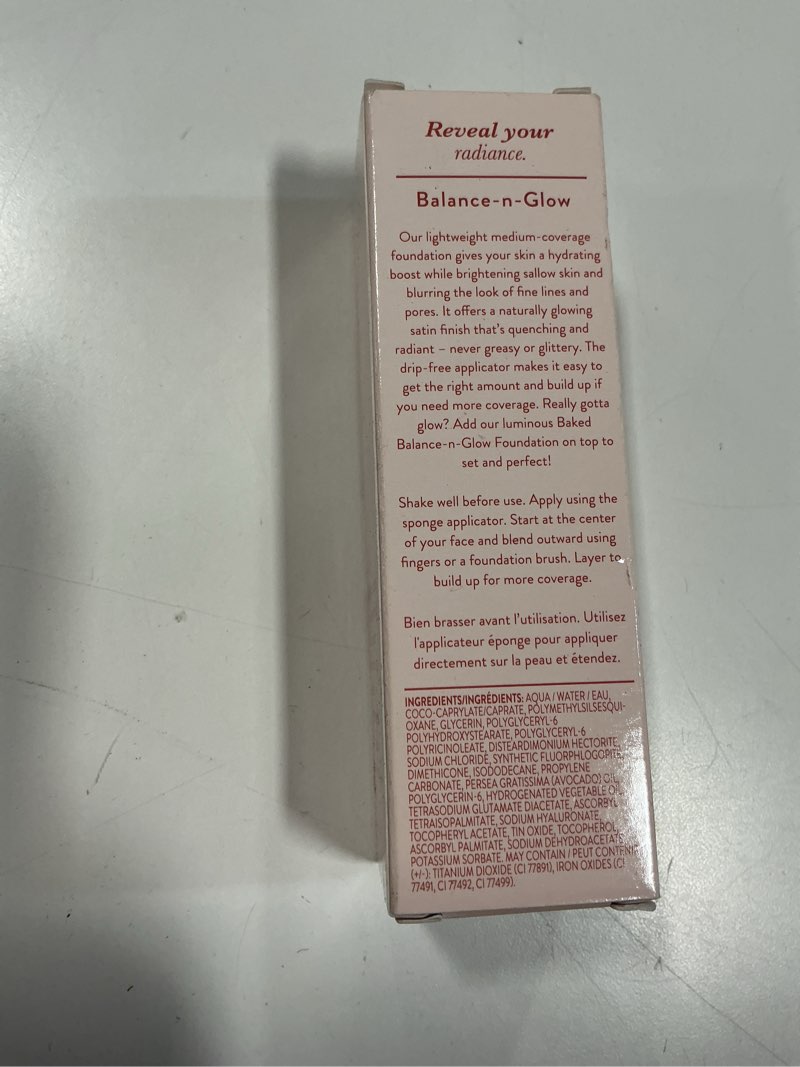 Reveal your
radiance.
Balance-n-Glow
Our lightweight medium-coverage
foundation gives your skin a hydrating
boost while brightening sallow skin and
blurring the look of fine lines and
pores. It offers a naturally glowing
satin finish that's quenching and
radiant – never greasy or glittery. The
drip-free applicator makes it easy to
get the right amount and build up if
you need more coverage. Really gotta
glow? Add our luminous Baked
Balance-n-Glow Foundation on top to
set and perfect!
Shake well before use. Apply using the
sponge applicator. Start at the center
of your face and blend outward using
fingers or a foundation brush. Layer to
build up for more coverage.
Bien brasser avant l'utilisation. Utilisez
l'applicateur éponge pour appliquer
directement sur la peau et étendez.
INGREDIENTS/INGRÉDIENTS: AQUA / WATER / EAU,
COCO-CAPRYLATE/CAPRATE, POLYMETHYLSILSESQUI-
OXANE, GLYCERIN, POLYGLYCERYL-6
POLYHYDROXYSTEARATE, POLYGLYCERYL-6
POLYRICINOLEATE, DISTEARDIMONIUM HECTORITE,
SODIUM CHLORIDE, SYNTHETIC FLUORPHLOGOPITE,
DIMETHICONE, ISODODECANE, PROPYLENE
CARBONATE, PERSEA GRATISSIMA (AVOCADO) OIL,
POLYGLYCERIN-6, HYDROGENATED VEGETABLE OIL,
TETRASODIUM GLUTAMATE DIACETATE, ASCORBYL
TETRAISOPALMITATE, SODIUM HYALURONATE,
TOCOPHERYL ACETATE, TIN OXIDE, TOCOPHEROL,
ASCORBYL PALMITATE, SODIUM DEHYDROACETATE,
POTASSIUM SORBATE. MAY CONTAIN / PEUT CONTENIR
(+/-): TITANIUM DIOXIDE (CI 77891), IRON OXIDES (CI
77491, CI 77492, CI 77499).